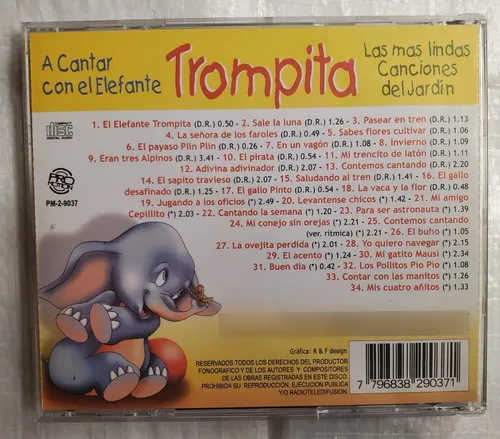 A Cantar
con el Elefante
Trompita
Las mas lindas
Canciones
del Jardin
COMPACT
DISC
DIGITAL AUDIO
PM-2-9037
1. El Elefante Trompita (D.R.) 0.50 - 2. Sale la luna (D.R.) 1.26 - 3. Pasear en tren (D.R.) 1.13
4. La señora de los faroles (D.R.) 0.49 - 5. Sabes flores cultivar (D.R.) 1.06
6. El payaso Plin Plin (D.R.) 0.26 - 7. En un vagón (D.R.) 1.08 - 8. Invierno (D.R.) 1.09
9. Eran tres Alpinos (D.R.) 3.41 - 10. El pirata (D.R.) 0.54 - 11. Mi trencito de latón (D.R.) 1.11
12. Adivina adivinador (D.R.) 2.07 - 13. Contemos cantando (D.R.) 2.20
14. El sapito travieso (D.R.) 2.07 - 15. Saludando al tren (D.R.) 1.41 - 16. El gallo
desafinado (D.R.) 1.25 - 17. El gallo Pinto (D.R.) 0.54 - 18. La vaca y la flor (D.R.) 0.48
19. Jugando a los oficios (*) 2.49 - 20. Levantense chicos (*) 1.42 - 21. Mi amigo
Cepillito (*) 2.03 - 22. Cantando la semana (*) 1.20 - 23. Para ser astronauta (*) 1.39
24. Mi conejo sin orejas (*) 2.21 - 25. Contemos cantando
(ver. ritmica) (*) 2.21 - 26. El buho (*) 1.05
27. La ovejita perdida (*) 2.01 - 28. Yo quiero navegar (*) 2.15
29. El acento (*) 1.24 - 30. Mi gatito Mausi (*) 2.34
31. Buen día (*) 0.42 - 32. Los Pollitos Pio Pio (*) 1.08
33. Contar con las manitos (*) 1.26
34. Mis cuatro añitos (*) 1.33
Gráfica: R & F design
RESERVADOS TODOS LOS DERECHOS DEL PRODUCTOR
FONOGRAFICO Y DE LOS AUTORES Y COMPOSITORES
DE LAS OBRAS REGISTRADAS EN ESTE DISCO.
PROHIBIDA SU REPRODUCCIÓN, EJECUCION PUBLICA
Y/O RADIOTELEDIFUSION.
7 796838 290371